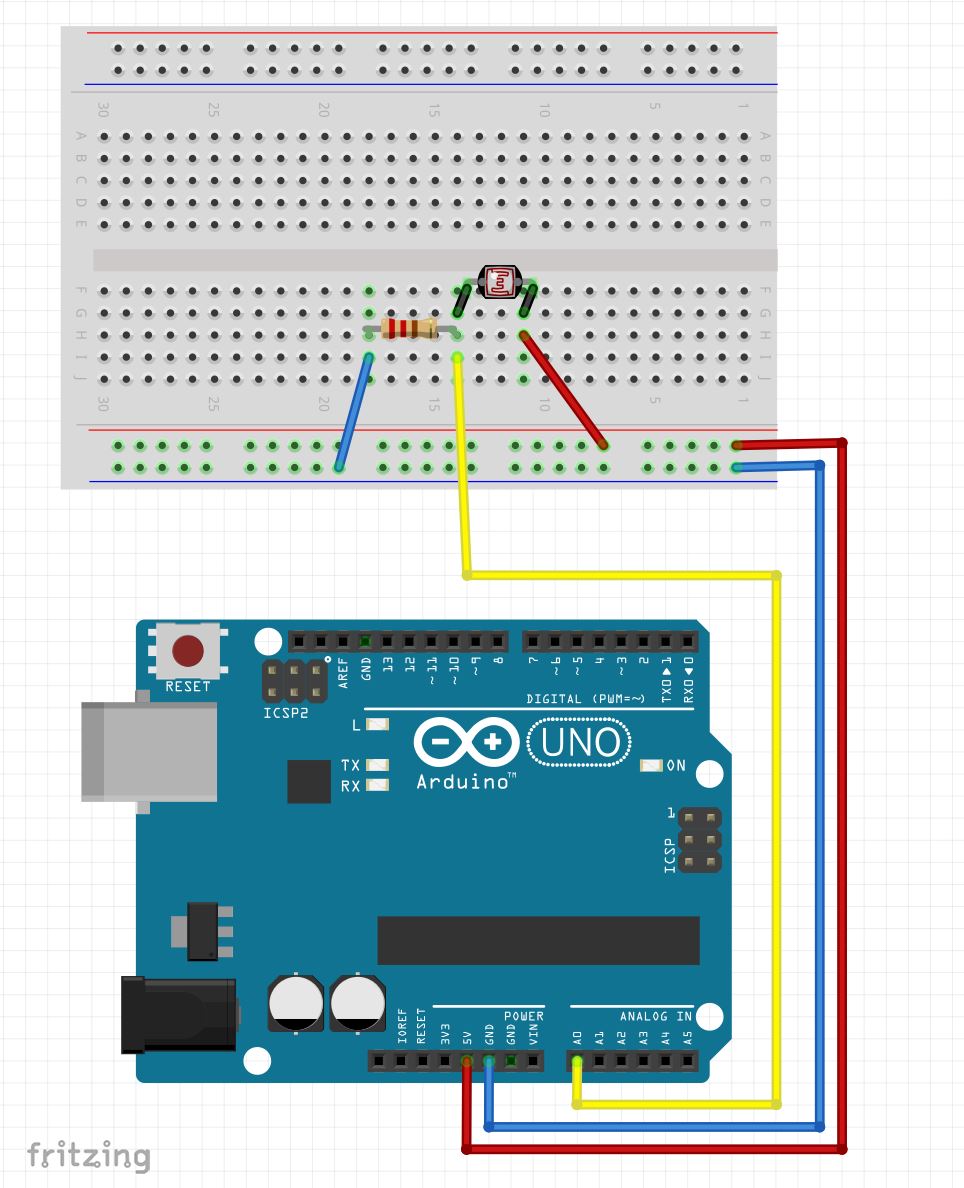 30 25 20 15 10 5 1
A A
B B
C C
D D
E E
F F
G G
H H
I I
J J
30 25 20 15 10 5 1
RESET
ICSP2
AREF GND 13 12 ~11 ~10 ~9 8 7 ~6 ~5 4 ~3 2 TX0▶1 RX0◀0
DIGITAL (PWM=~)
L
TX
RX
UNO
Arduino™
ON
1
ICSP
POWER
ANALOG IN
IOREF RESET 3V3 5V GND GND VIN A0 A1 A2 A3 A4 A5
fritzing